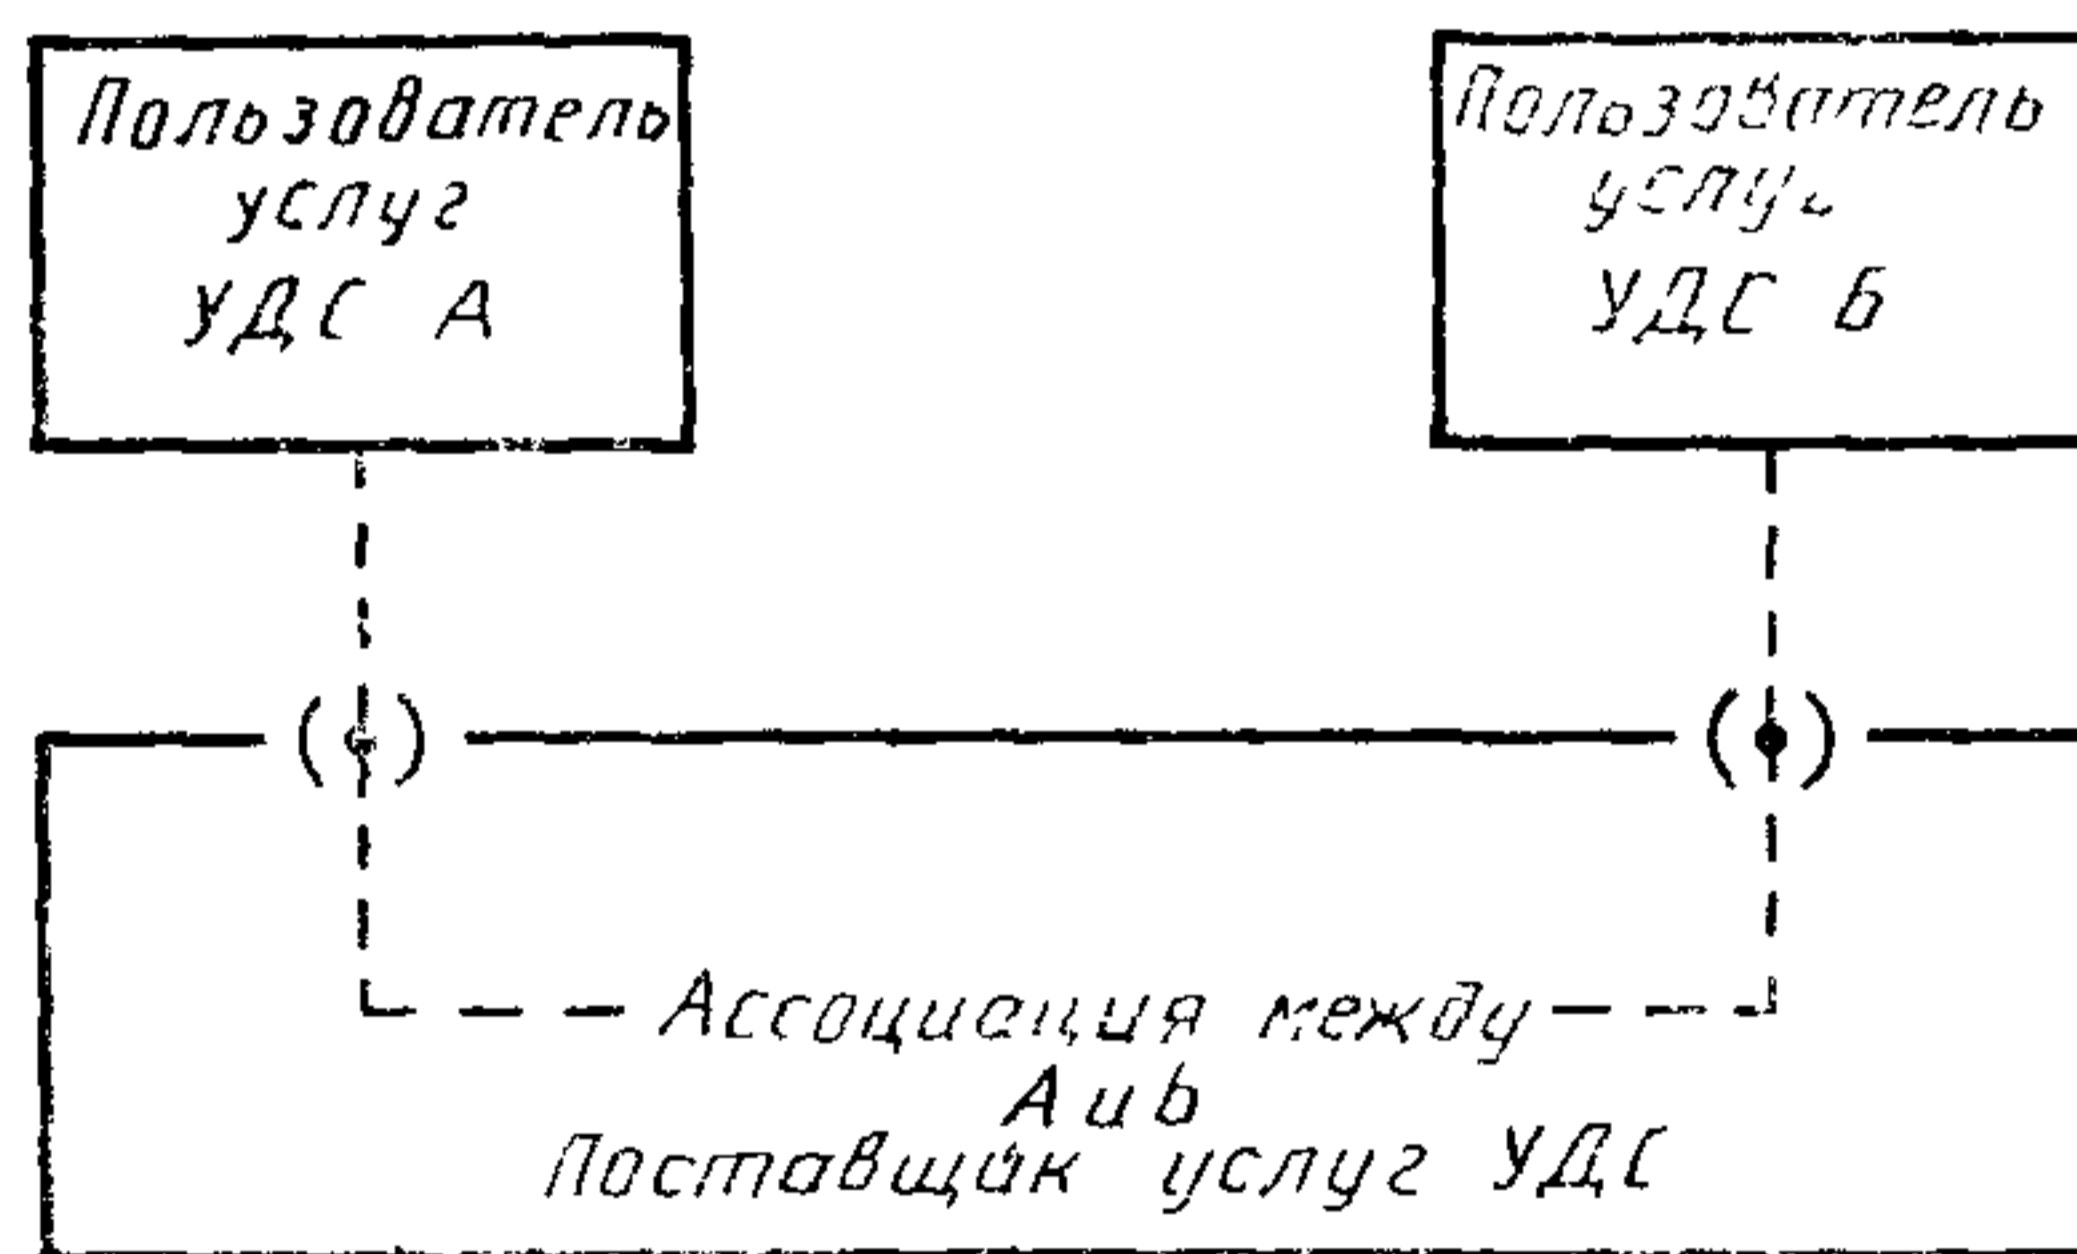 Пользователь
услуг
УДС А
Пользователь
услуг
УДС Б
Ассоциация между
А и Б
Поставщик услуг УДС